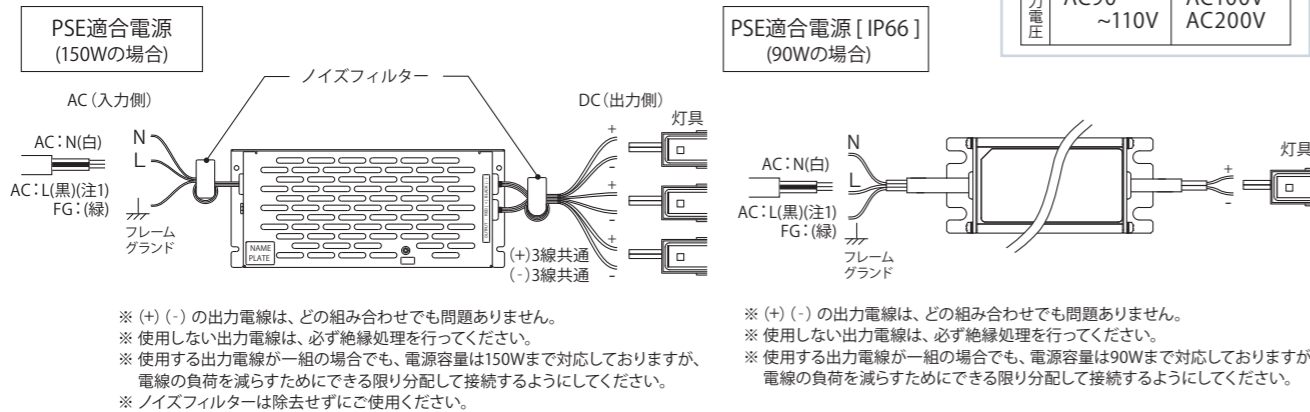 力
電
圧
AC90
~110V
AC100V
AC200V
PSE適合電源
(150Wの場合)
ノイズフィルター
AC（入力側）
DC（出力側）
灯具
AC：N(白)
AC：L(黒)(注1)
FG：(緑)
N
L
フレーム
グランド
NAME
PLATE
+
-
+
-
+
-
(+)3線共通
(-)3線共通
※ (+) (-) の出力電線は、どの組み合わせでも問題ありません。
※ 使用しない出力電線は、必ず絶縁処理を行ってください。
※ 使用する出力電線が一組の場合でも、電源容量は150Wまで対応しておりますが、
電線の負荷を減らすためにできる限り分配して接続するようにしてください。
※ ノイズフィルターは除去せずにご使用ください。
PSE適合電源 [ IP66 ]
(90Wの場合)
AC：N(白)
AC：L(黒)(注1)
FG：(緑)
N
L
フレーム
グランド
+
-
灯具
※ (+) (-) の出力電線は、どの組み合わせでも問題ありません。
※ 使用しない出力電線は、必ず絶縁処理を行ってください。
※ 使用する出力電線が一組の場合でも、電源容量は90Wまで対応しておりますが
電線の負荷を減らすためにできる限り分配して接続するようにしてください。